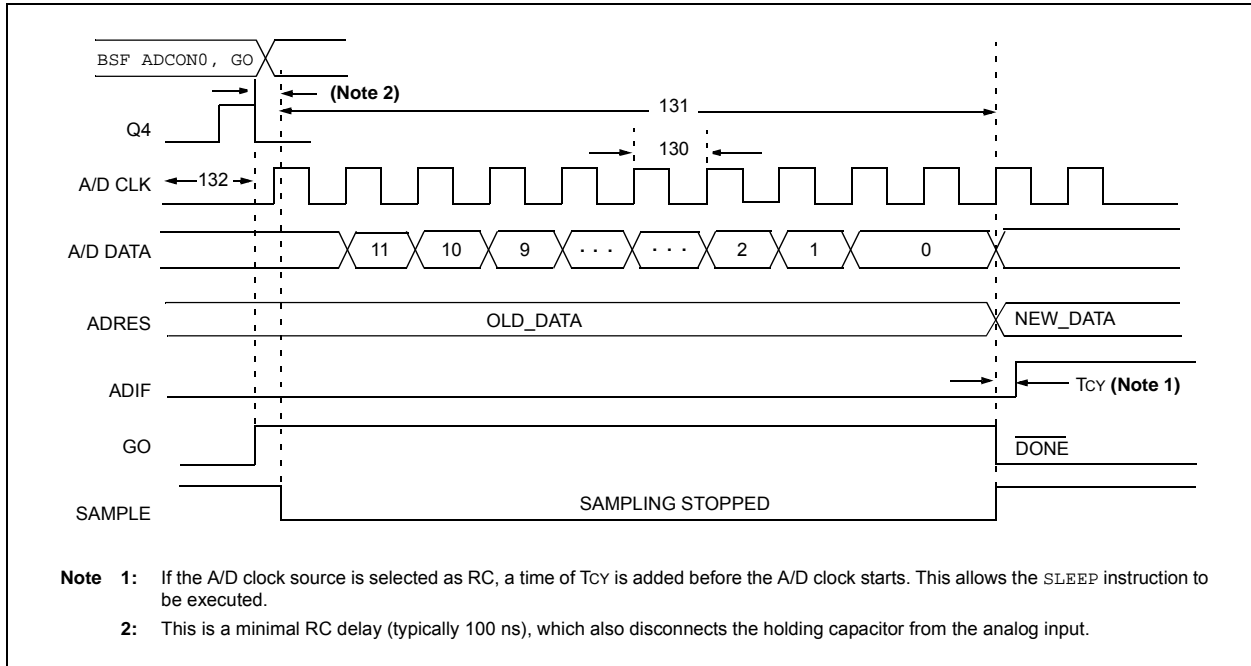 BSF ADCON0, GO
(Note 2)
131
Q4
130
A/D CLK
132
A/D DATA
11
10
9
. . .
. . .
2
1
0
ADRES
OLD_DATA
NEW_DATA
ADIF
TCY (Note 1)
GO
DONE
SAMPLE
SAMPLING STOPPED
Note 1: If the A/D clock source is selected as RC, a time of TCY is added before the A/D clock starts. This allows the SLEEP instruction to
be executed.
2: This is a minimal RC delay (typically 100 ns), which also disconnects the holding capacitor from the analog input.